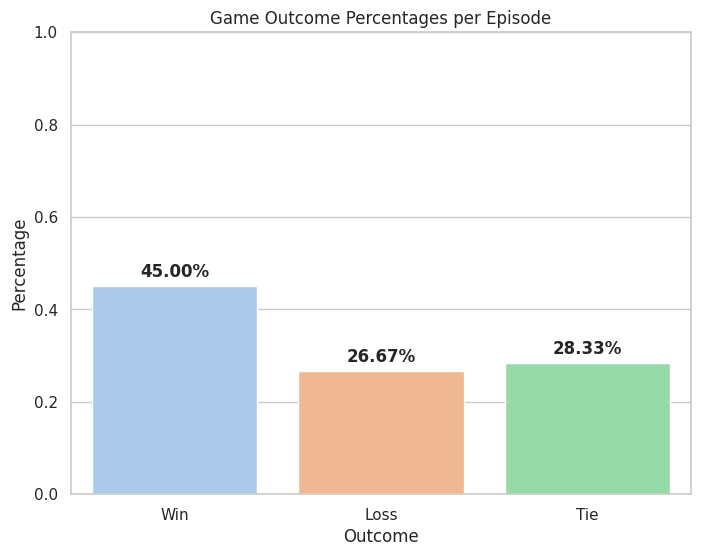 Game Outcome Percentages per Episode
1.0
0.8
0.6
0.4
0.2
0.0
Percentage
45.00%
26.67%
28.33%
Win
Loss
Tie
Outcome